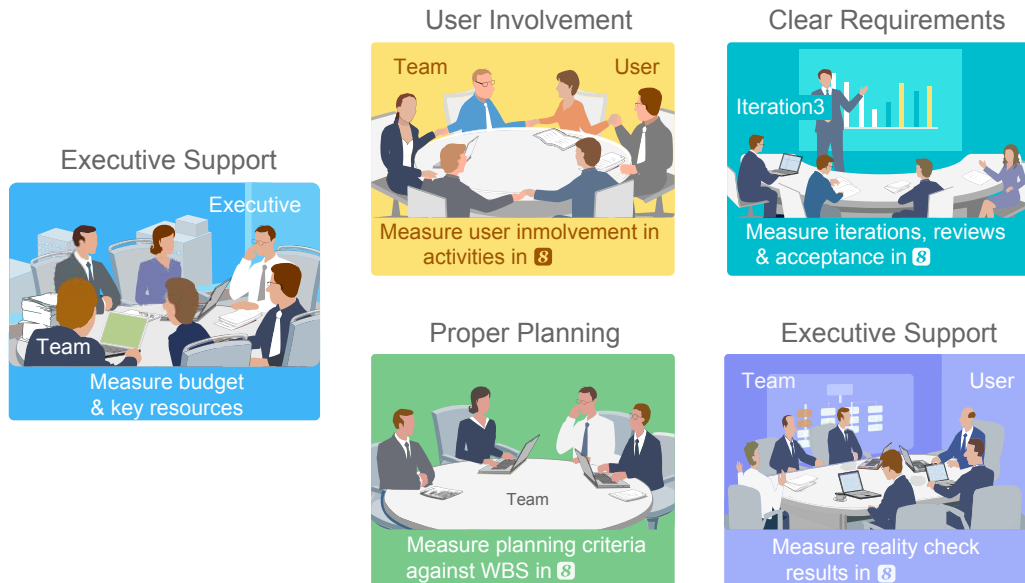 User Involvement
Team
User
Measure user inmolvement in
activities in 8
Clear Requirements
Iteration3
Measure iterations, reviews
& acceptance in 8
Executive Support
Executive
Team
Measure budget
& key resources
Proper Planning
Team
Measure planning criteria
against WBS in 8
Executive Support
Team
User
Measure reality check
results in 8